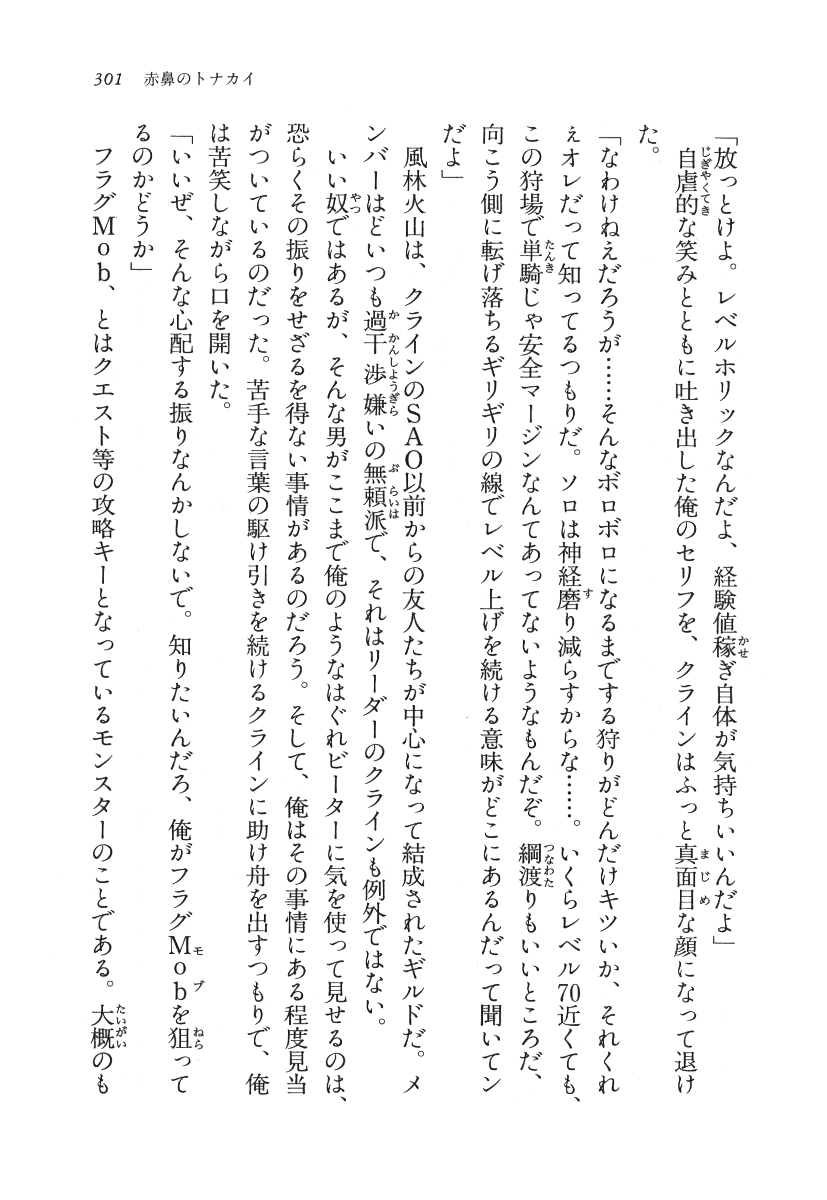 301 赤鼻のトナカイ
「放っとけよ。レベルホリックなんだよ、経験値稼ぎ自体が気持ちいいんだよ」
自虐的な笑みとともに吐き出した俺のセリフを、クラインはふっと真面目な顔になって退け
た。
「なわけねえだろうが……そんなボロボロになるまでする狩りがどんだけキツいか、それくれ
ぇオレだって知ってるつもりだ。ソロは神経磨り減らすからな……。いくらレベル70近くても、
この狩場で単騎じゃ安全マージンなんてあってないようなもんだぞ。綱渡りもいいところだ、
向こう側に転げ落ちるギリギリの線でレベル上げを続ける意味がどこにあるんだって聞いてン
だよ」
風林火山は、クラインのSAO以前からの友人たちが中心になって結成されたギルドだ。メ
ンバーはどいつも過干渉嫌いの無頼派で、それはリーダーのクラインも例外ではない。
いい奴ではあるが、そんな男がここまで俺のようなはぐれビーターに気を使って見せるのは、
恐らくその振りをせざるを得ない事情があるのだろう。そして、俺はその事情にある程度見当
がついているのだった。苦手な言葉の駆け引きを続けるクラインに助け舟を出すつもりで、俺
は苦笑しながら口を開いた。
「いいぜ、そんな心配する振りなんかしないで。知りたいんだろ、俺がフラグMobを狙って
るのかどうか」
フラグMob、とはクエスト等の攻略キーとなっているモンスターのことである。大概のも